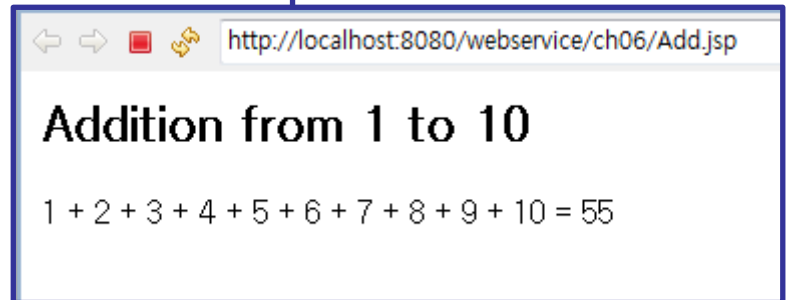 http://localhost:8080/webservice/ch06/Add.jsp
Addition from 1 to 10
1 + 2 + 3 + 4 + 5 + 6 + 7 + 8 + 9 + 10 = 55